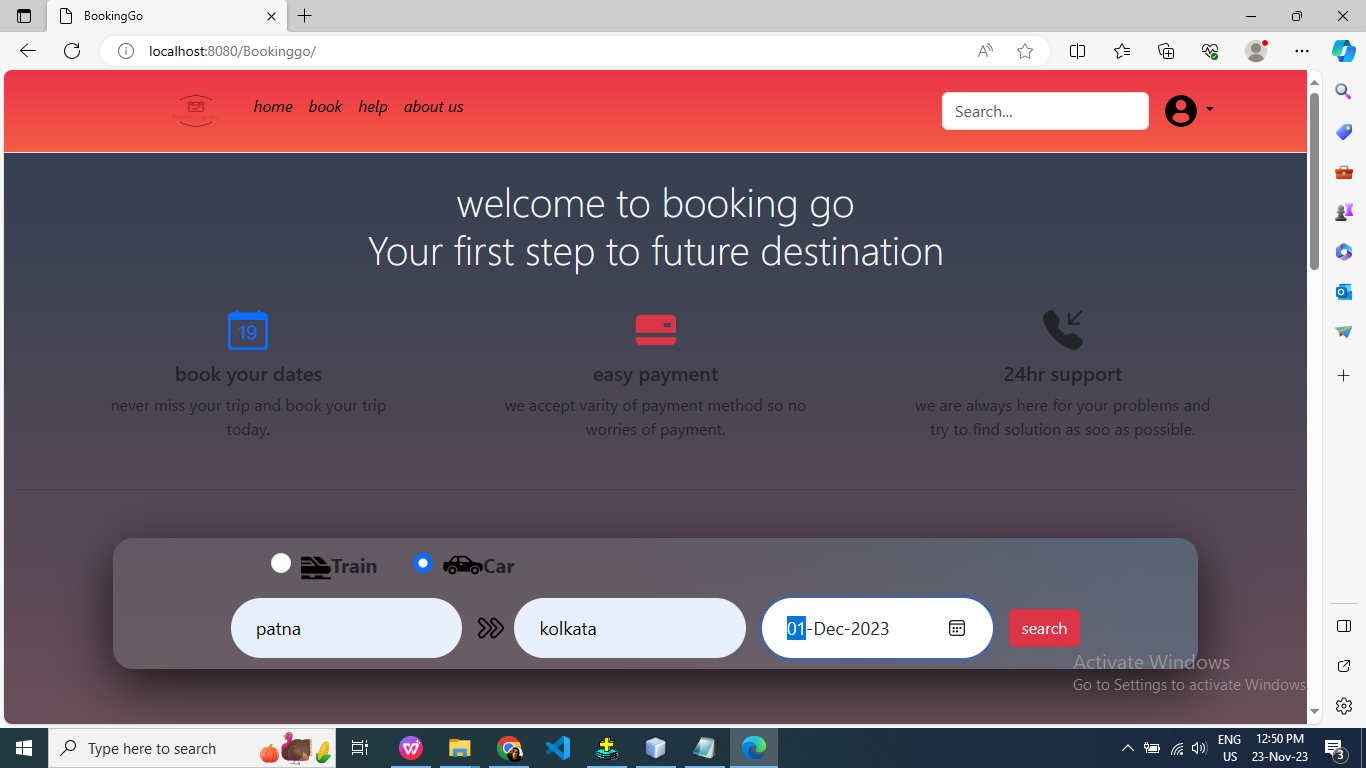 BookingGo
localhost:8080/Bookinggo/
home book help about us
Search...
welcome to booking go
Your first step to future destination
19
book your dates
never miss your trip and book your trip
today.
easy payment
we accept varity of payment method so no
worries of payment.
24hr support
we are always here for your problems and
try to find solution as soo as possible.
Train Car
patna kolkata 01-Dec-2023 search
Activate Windows
Go to Settings to activate Windows.
Type here to search
ENG
US
12:50 PM
23-Nov-23
3